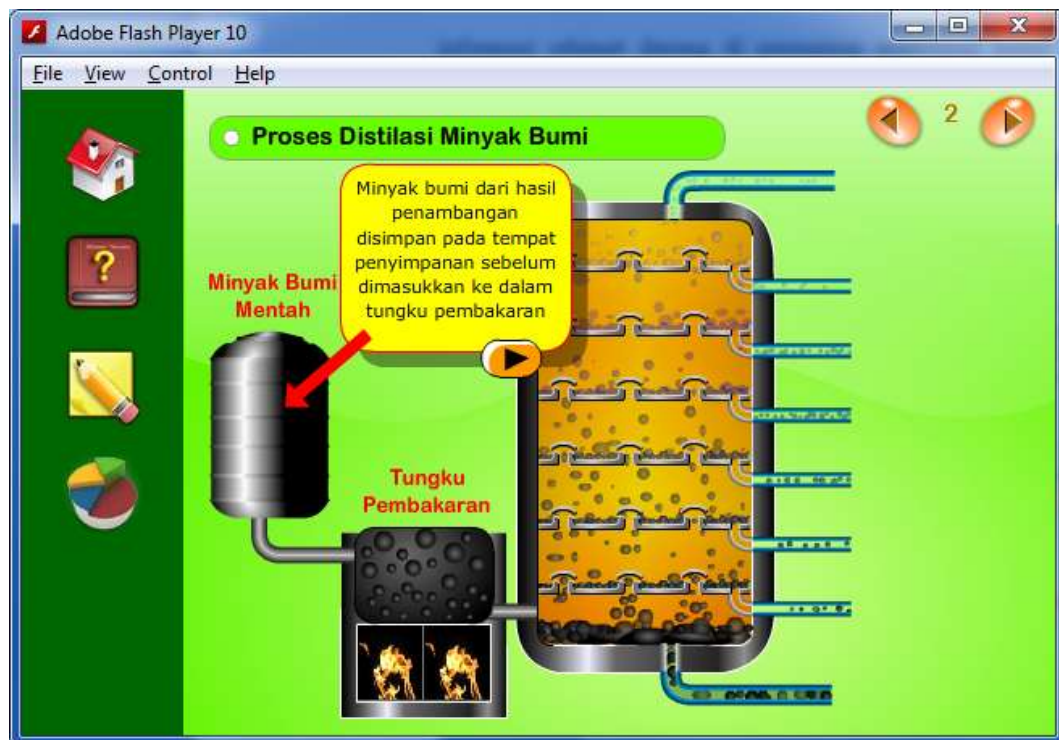 Adobe Flash Player 10
File View Control Help
2
Proses Distilasi Minyak Bumi
Minyak bumi dari hasil
penambangan
disimpan pada tempat
penyimpanan sebelum
dimasukkan ke dalam
tungku pembakaran
Minyak Bumi
Mentah
Tungku
Pembakaran
?